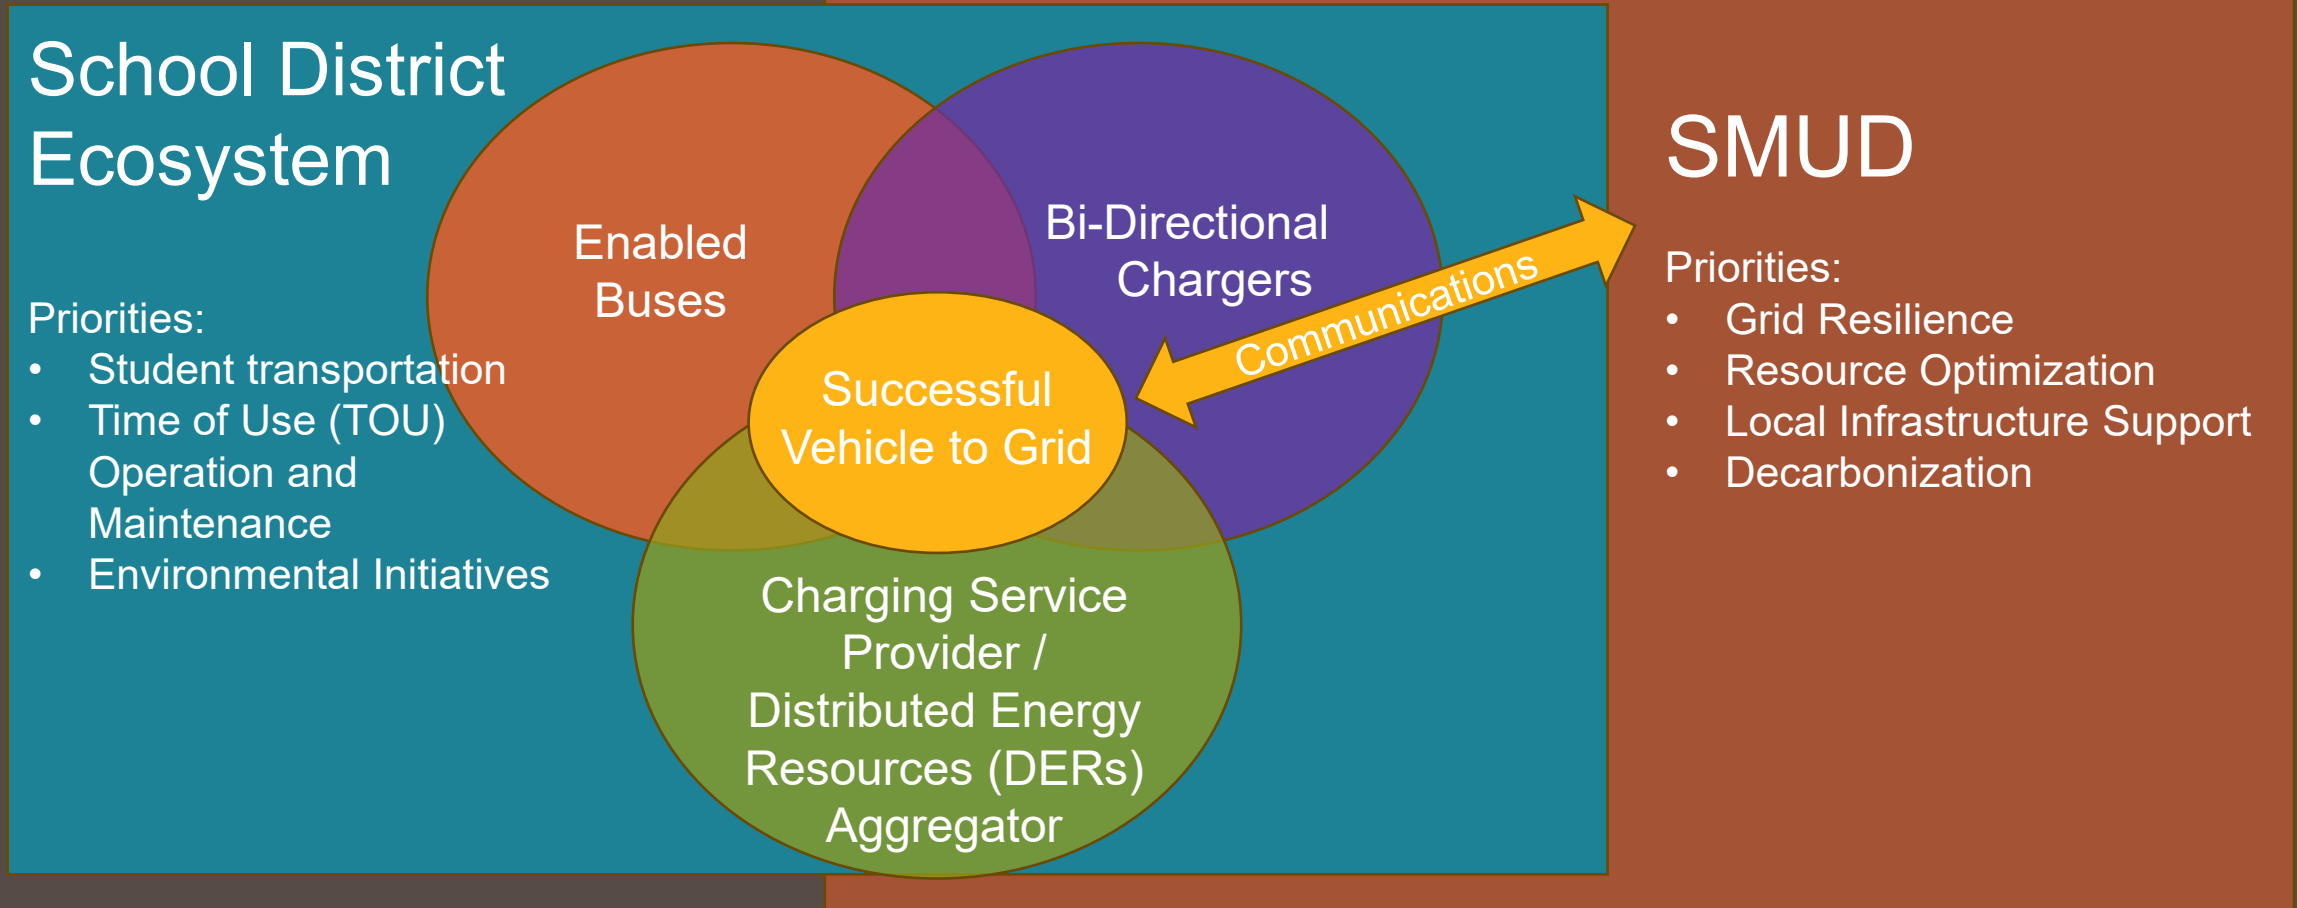 School District
Ecosystem
Priorities:
• Student transportation
• Time of Use (TOU)
Operation and
Maintenance
• Environmental Initiatives
Enabled
Buses
Bi-Directional
Chargers
Successful
Vehicle to Grid
Communications
Charging Service
Provider /
Distributed Energy
Resources (DERs)
Aggregator
SMUD
Priorities:
• Grid Resilience
• Resource Optimization
• Local Infrastructure Support
• Decarbonization